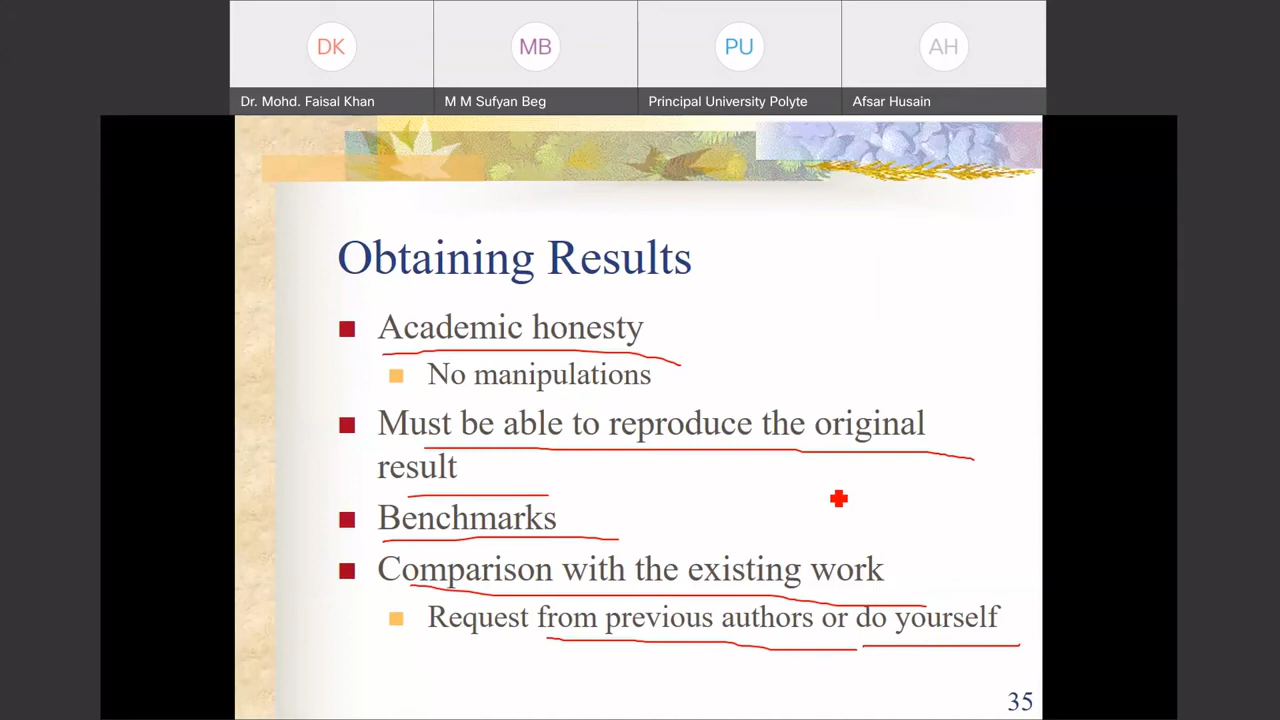 DK
MB
PU
AH
Dr. Mohd. Faisal Khan
M M Sufyan Beg
Principal University Polyte
Afsar Husain
Obtaining Results
Academic honesty
No manipulations
Must be able to reproduce the original
result
Benchmarks
Comparison with the existing work
Request from previous authors or do yourself
35